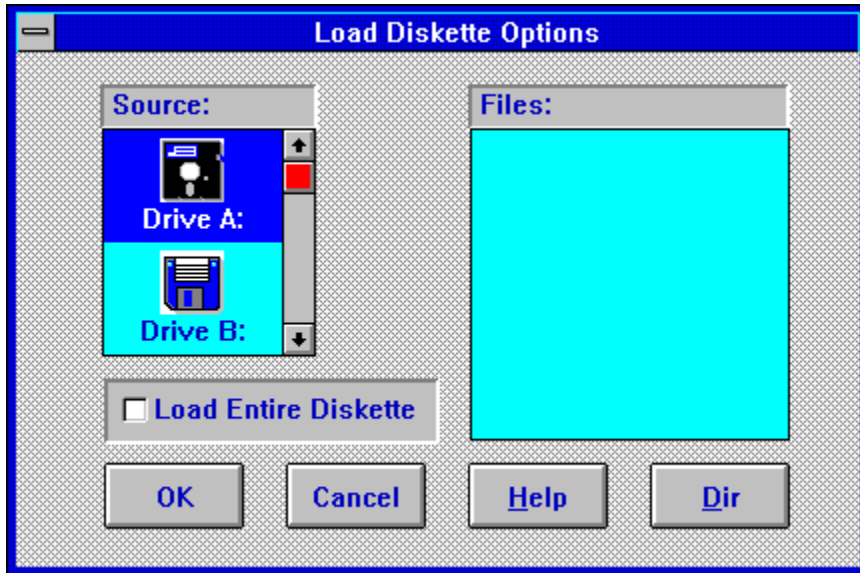 Load Diskette Options
Source:
Files:
Drive A:
Drive B:
Load Entire Diskette
OK
Cancel
Help
Dir